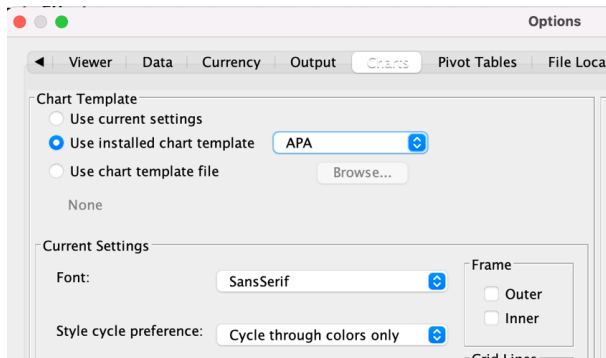 Options
◀ Viewer Data Currency Output Charts Pivot Tables File Loca
Chart Template
Use current settings
Use installed chart template APA
Use chart template file Browse...
None
Current Settings
Font: SansSerif
Frame
Outer
Inner
Style cycle preference: Cycle through colors only
Grid Lines